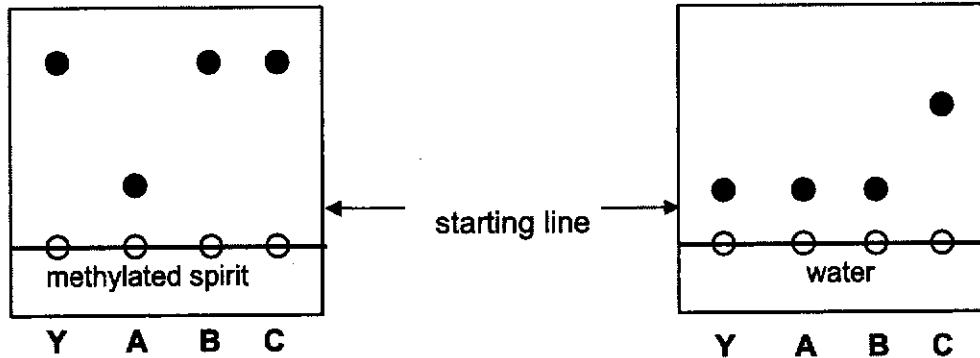 methylated spirit
Y A B C
starting line
water
Y A B C